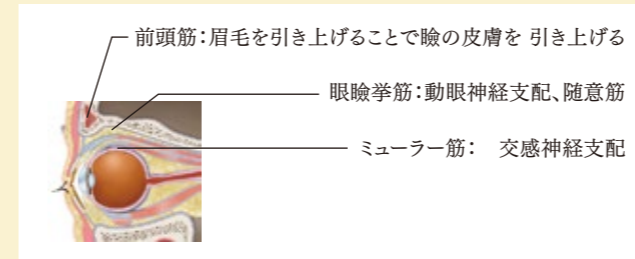 前頭筋：眉毛を引き上げることで瞼の皮膚を 引き上げる
眼瞼挙筋：動眼神経支配、随意筋
ミューラー筋：　交感神経支配